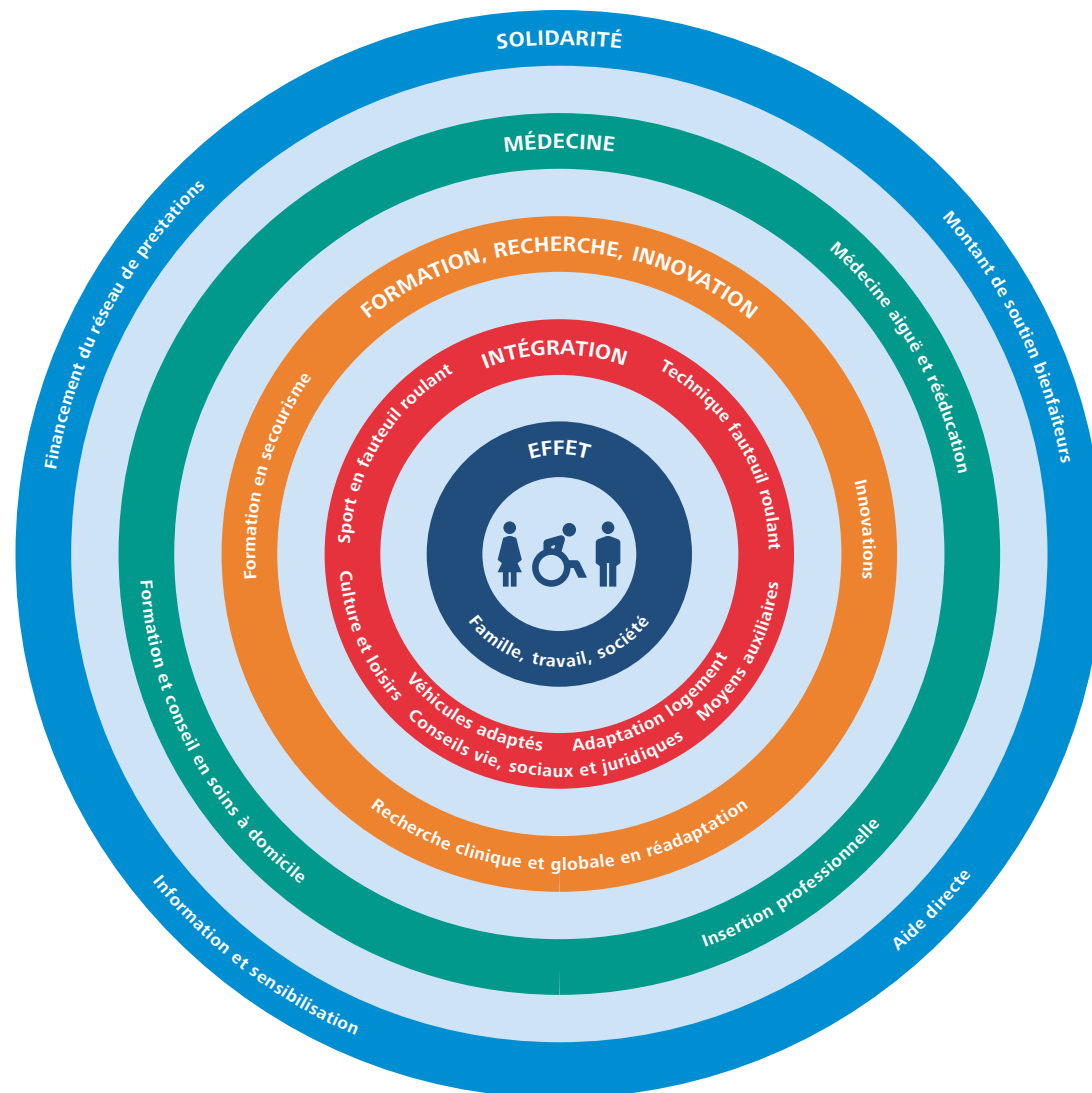 SOLIDARITÉ
Financement du réseau de prestations
Montant de soutien bienfaiteurs
Information et sensibilisation
Aide directe
MÉDECINE
Médecine aiguë et rééducation
Formation et conseil en soins à domicile
Insertion professionnelle
FORMATION, RECHERCHE, INNOVATION
Formation en secourisme
Innovations
Recherche clinique et globale en réadaptation
INTÉGRATION
Sport en fauteuil roulant
Technique fauteuil roulant
Culture et loisirs
Moyens auxiliaires
Véhicules adaptés
Adaptation logement
Conseils vie, sociaux et juridiques
EFFET
Famille, travail, société